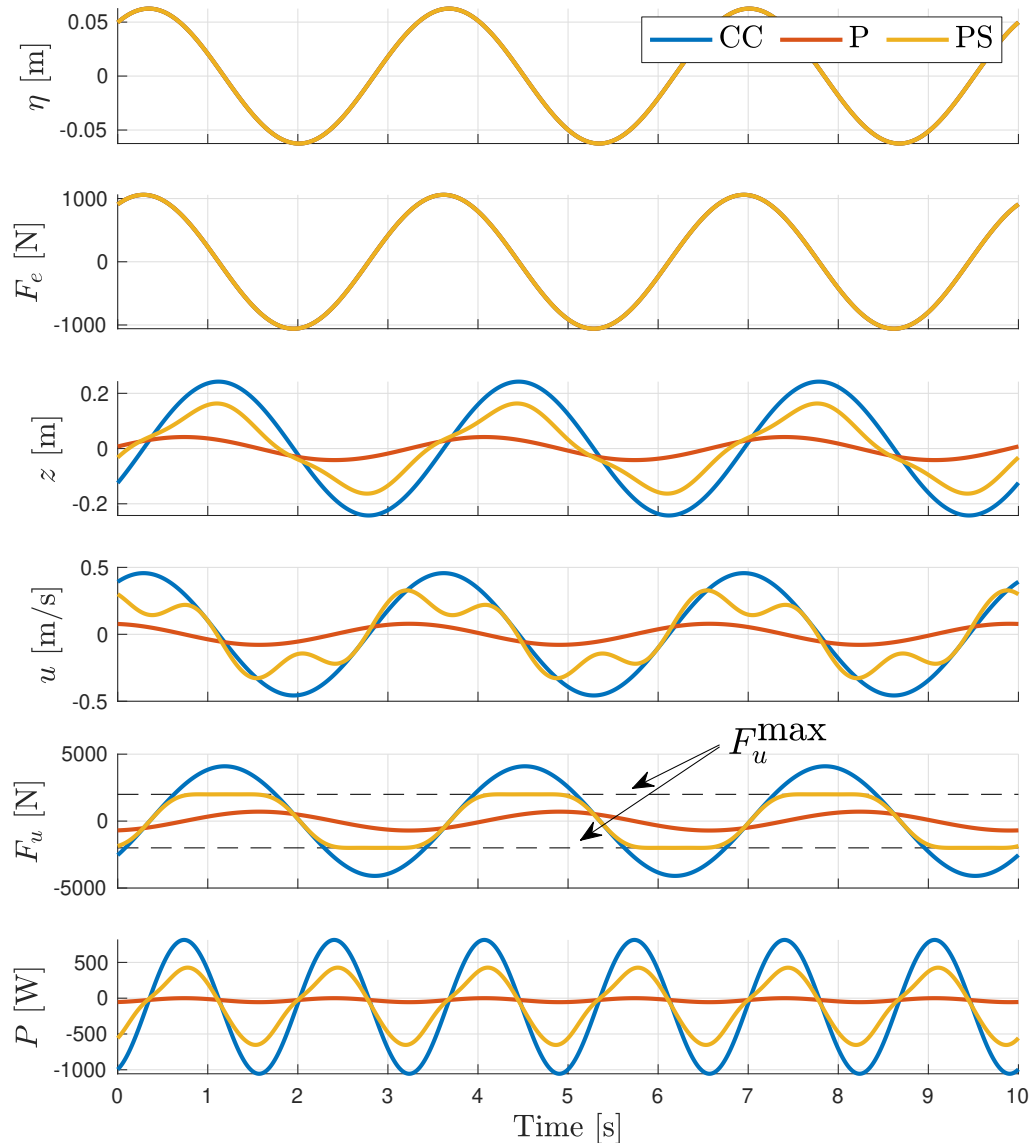 0.05
0
-0.05
η [m]
CC P PS
1000
0
-1000
F_e [N]
0.2
0
-0.2
z [m]
0.5
0
-0.5
u [m/s]
5000
0
-5000
F_u [N]
F_u^max
500
0
-500
-1000
P [W]
0 1 2 3 4 5 6 7 8 9 10
Time [s]